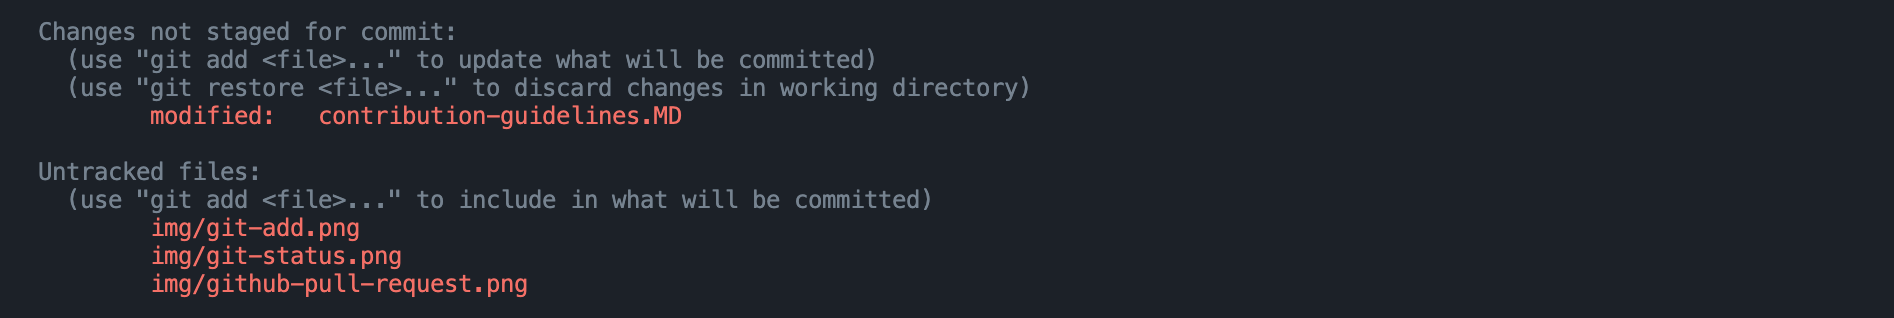 Changes not staged for commit:
  (use "git add <file>..." to update what will be committed)
  (use "git restore <file>..." to discard changes in working directory)
        modified:   contribution-guidelines.MD

Untracked files:
  (use "git add <file>..." to include in what will be committed)
        img/git-add.png
        img/git-status.png
        img/github-pull-request.png